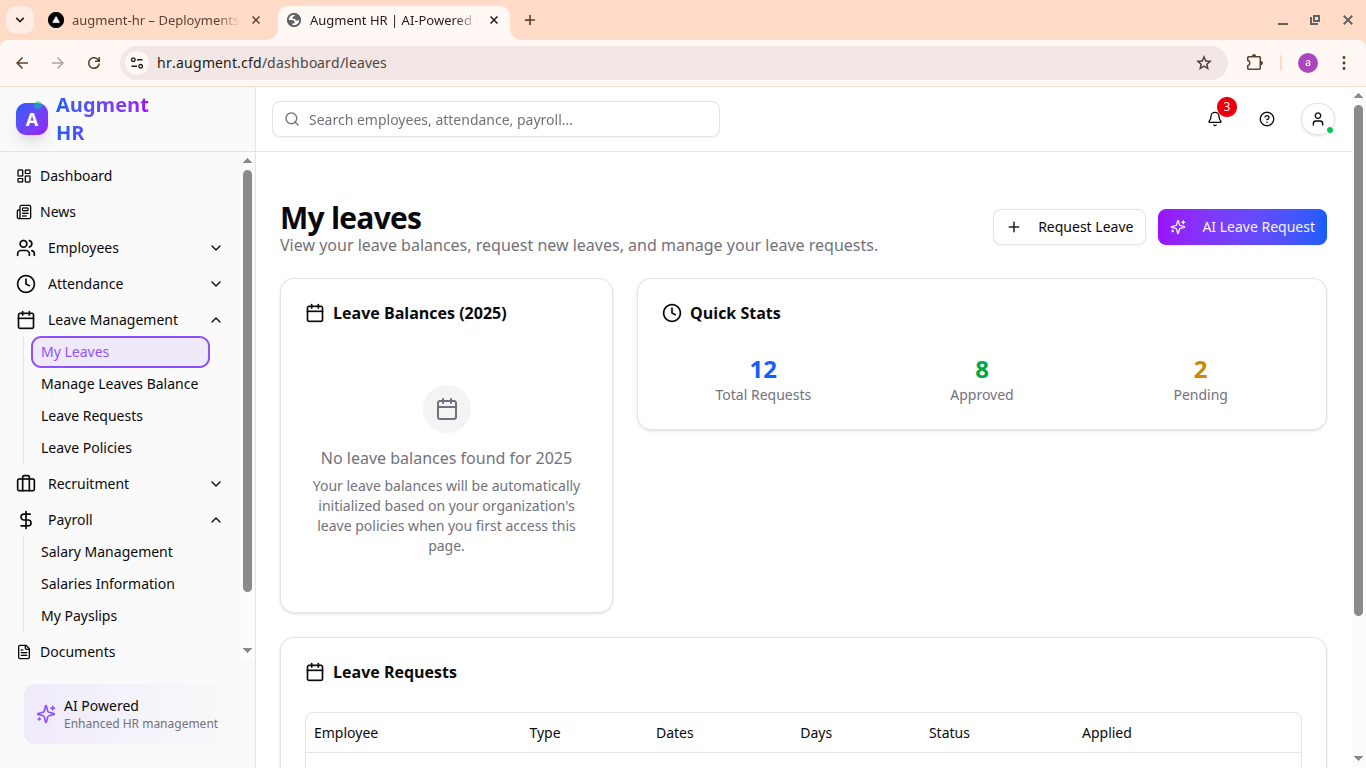 augment-hr – Deployments
Augment HR | AI-Powered
hr.augment.cfd/dashboard/leaves
a
A
Augment
HR
Search employees, attendance, payroll...
3
Dashboard
News
Employees
Attendance
Leave Management
My Leaves
Manage Leaves Balance
Leave Requests
Leave Policies
Recruitment
Payroll
Salary Management
Salaries Information
My Payslips
Documents
AI Powered
Enhanced HR management
My leaves
View your leave balances, request new leaves, and manage your leave requests.
Request Leave
AI Leave Request
Leave Balances (2025)
No leave balances found for 2025
Your leave balances will be automatically
initialized based on your organization's
leave policies when you first access this
page.
Quick Stats
12
Total Requests
8
Approved
2
Pending
Leave Requests
Employee Type Dates Days Status Applied